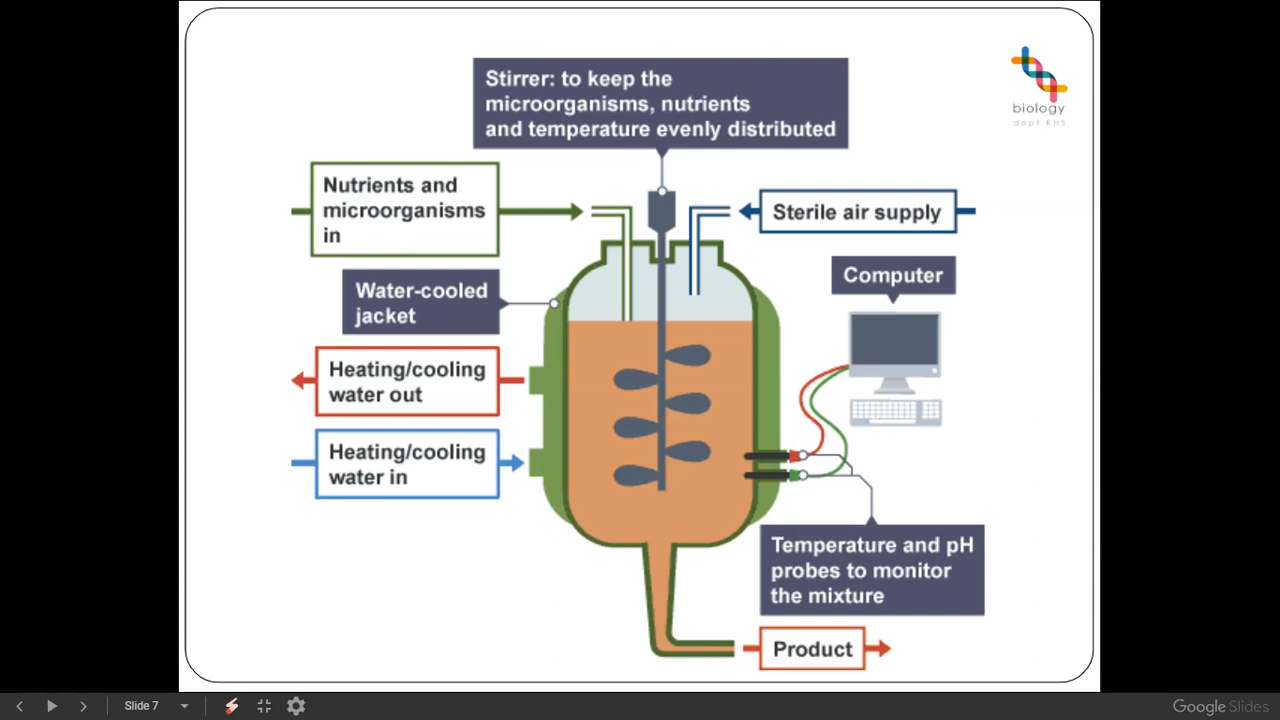 biology
dept KHS
Stirrer: to keep the
microorganisms, nutrients
and temperature evenly distributed
Nutrients and
microorganisms
in
Sterile air supply
Water-cooled
jacket
Computer
Heating/cooling
water out
Heating/cooling
water in
Temperature and pH
probes to monitor
the mixture
Product
Slide 7
Google Slides